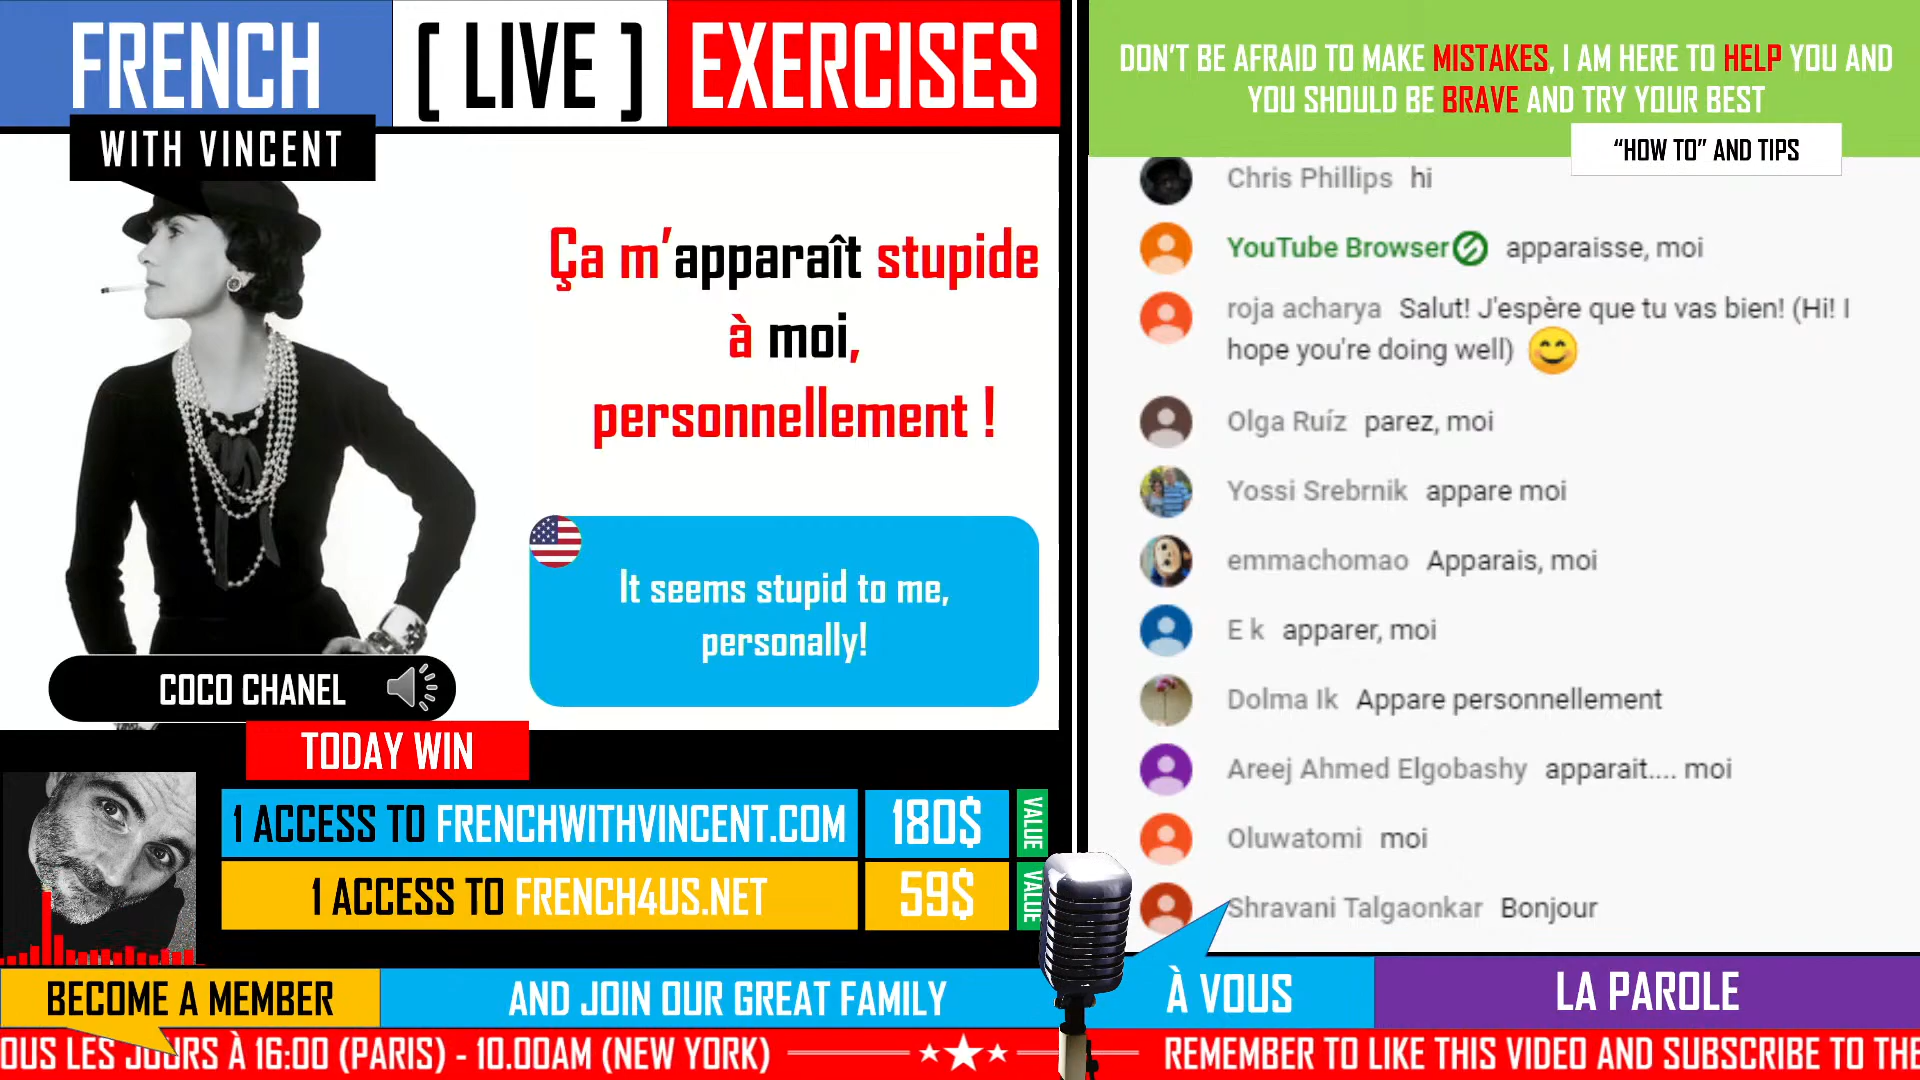 FRENCH
[ LIVE ]
EXERCISES
WITH VINCENT
Ça m’apparaît stupide
à moi,
personnellement !
It seems stupid to me,
personally!
COCO CHANEL
TODAY WIN
1 ACCESS TO FRENCHWITHVINCENT.COM 180$ VALUE
1 ACCESS TO FRENCH4US.NET 59$ VALUE
BECOME A MEMBER
AND JOIN OUR GREAT FAMILY
DON’T BE AFRAID TO MAKE MISTAKES, I AM HERE TO HELP YOU AND
YOU SHOULD BE BRAVE AND TRY YOUR BEST
“HOW TO” AND TIPS
Chris Phillips hi
YouTube Browser apparaisse, moi
roja acharya Salut! J'espère que tu vas bien! (Hi! I
hope you're doing well) 😊
Olga Ruíz parez, moi
Yossi Srebrnik appare moi
emmachomao Apparais, moi
E k apparer, moi
Dolma lk Appare personnellement
Areej Ahmed Elgobashy apparait.... moi
Oluwatomi moi
Shravani Talgaonkar Bonjour
À VOUS
LA PAROLE
OUS LES JOURS À 16:00 (PARIS) - 10.00AM (NEW YORK)
REMEMBER TO LIKE THIS VIDEO AND SUBSCRIBE TO THE